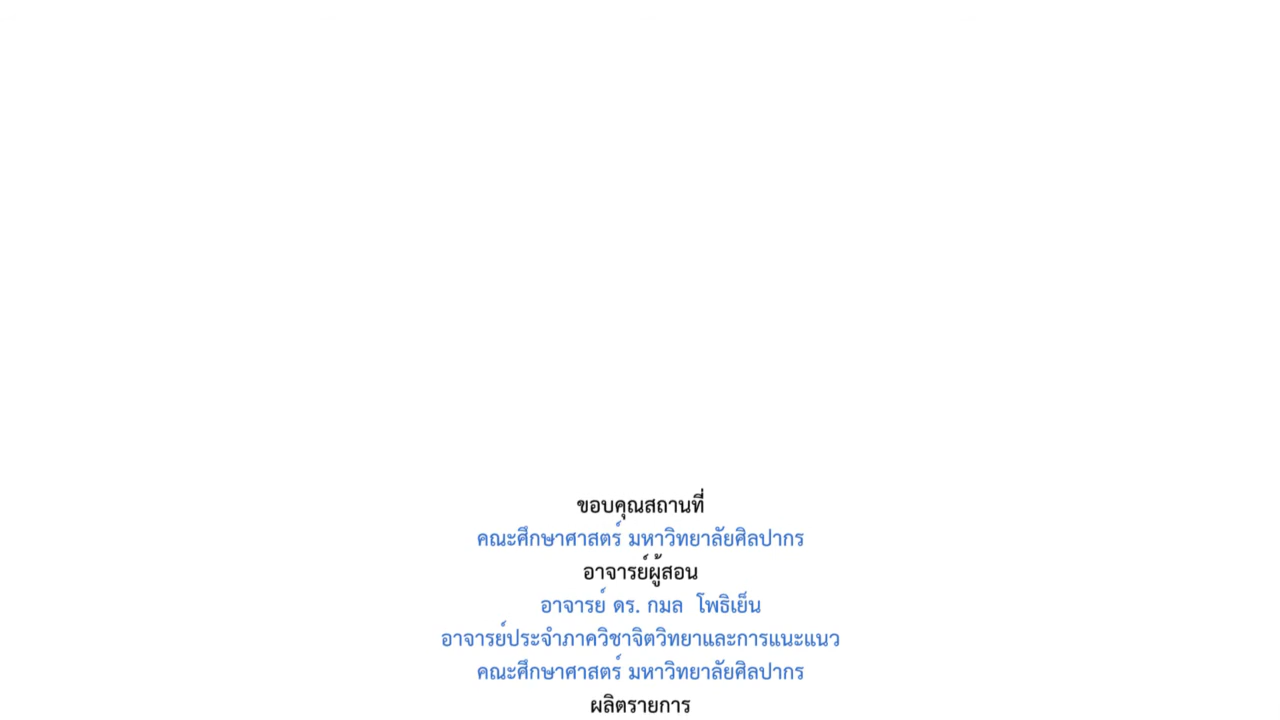 ขอบคุณสถานที่
คณะศึกษาศาสตร์ มหาวิทยาลัยศิลปากร
อาจารย์ผู้สอน
อาจารย์ ดร. กมล โพธิเย็น
อาจารย์ประจำภาควิชาจิตวิทยาและการแนะแนว
คณะศึกษาศาสตร์ มหาวิทยาลัยศิลปากร
ผลิตรายการ